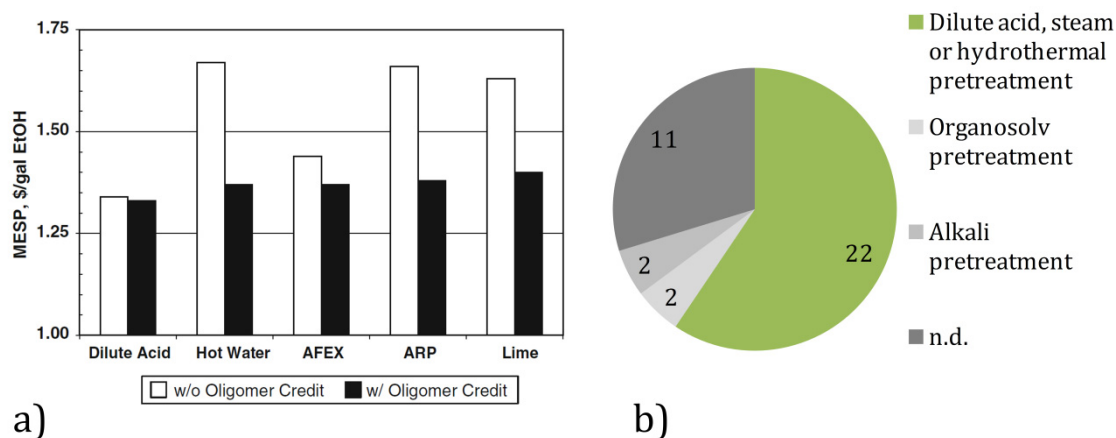 1.75
1.50
1.25
1.00
MESP, $/gal EtOH
Dilute Acid Hot Water AFEX ARP Lime
w/o Oligomer Credit w/ Oligomer Credit
a)
11
2
2
22
Dilute acid, steam
or hydrothermal
pretreatment
Organosolv
pretreatment
Alkali
pretreatment
n.d.
b)